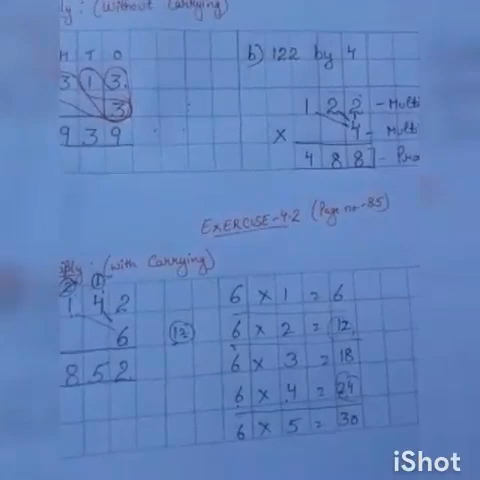 (Without Carrying)
H T O
3 1 3
3
9 3 9
b) 122 by 4
1 2 2 - Multi
× 4 - Multi
4 8 8 - Pro
EXERCISE-4.2 (Page no-85)
(with Carrying)
2 1
1 4 2
6
8 5 2
12
6 × 1 = 6
6 × 2 = 12
6 × 3 = 18
6 × 4 = 24
6 × 5 = 30
iShot